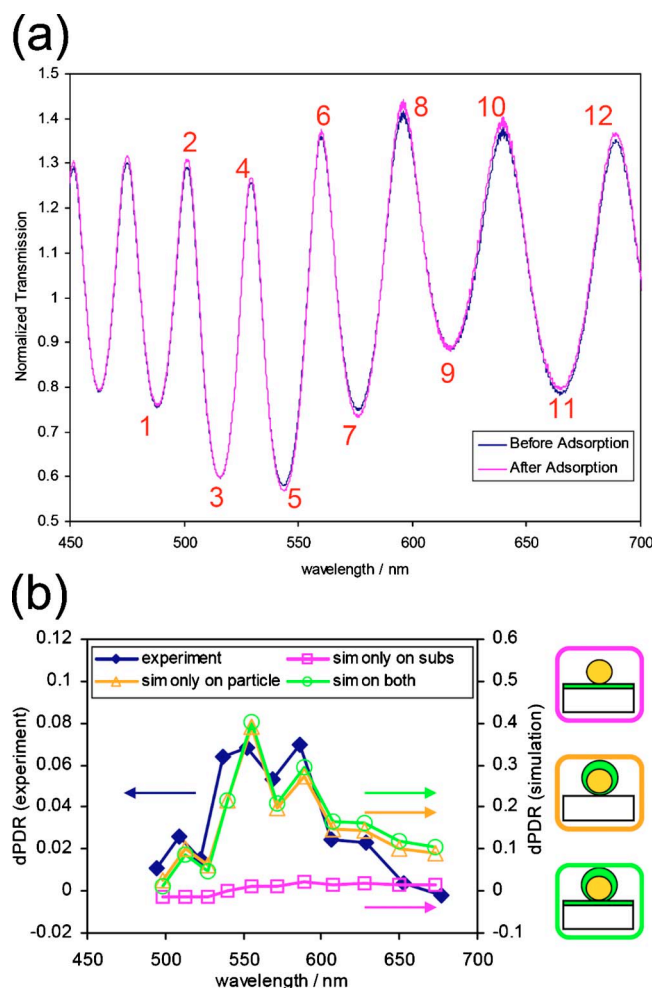 (a)
1.5
1.4
1.3
1.2
1.1
1
0.9
0.8
0.7
0.6
0.5
Normalized Transmission
2
4
6
8
10
12
1
3
5
7
9
11
Before Adsorption
After Adsorption
450 500 550 600 650 700
wavelength / nm
(b)
0.12
0.1
0.08
0.06
0.04
0.02
0
-0.02
dPDR (experiment)
experiment
sim only on subs
sim only on particle
sim on both
0.6
0.5
0.4
0.3
0.2
0.1
0
-0.1
dPDR (simulation)
400 500 600 700
wavelength / nm